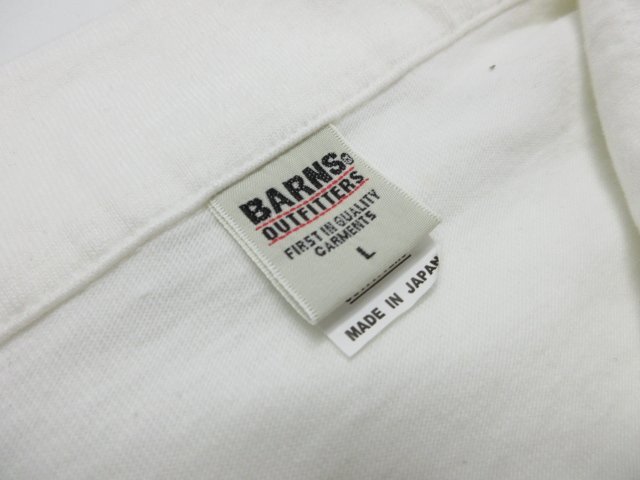 BARNS®
OUTFITTERS
FIRST IN QUALITY
GARMENTS
L
MADE IN JAPAN